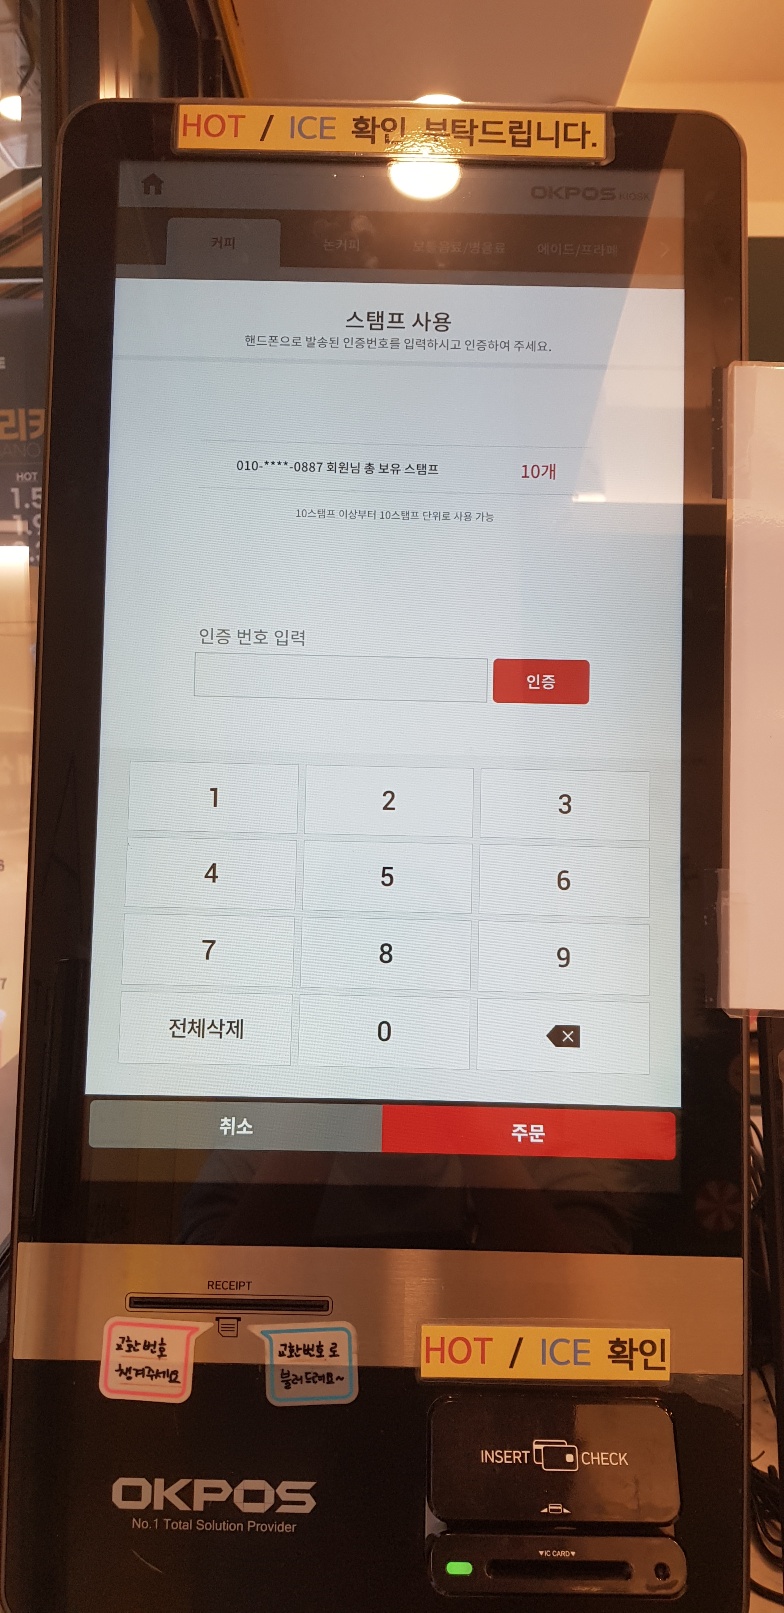 HOT / ICE 확인 부탁드립니다.
OKPOS KIOSK
커피 논커피 보틀음료/병음료 에이드/프라페
스탬프 사용
핸드폰으로 발송된 인증번호를 입력하시고 인증하여 주세요.
010-****-0887 회원님 총 보유 스탬프 10개
10스탬프 이상부터 10스탬프 단위로 사용 가능
인증 번호 입력
인증
1 2 3
4 5 6
7 8 9
전체삭제 0
취소 주문
RECEIPT
교환번호
챙겨주세요
교환번호로
불러드려요~
HOT / ICE 확인
INSERT CHECK
OKPOS
No.1 Total Solution Provider
▼IC CARD▼
HOT
1.5